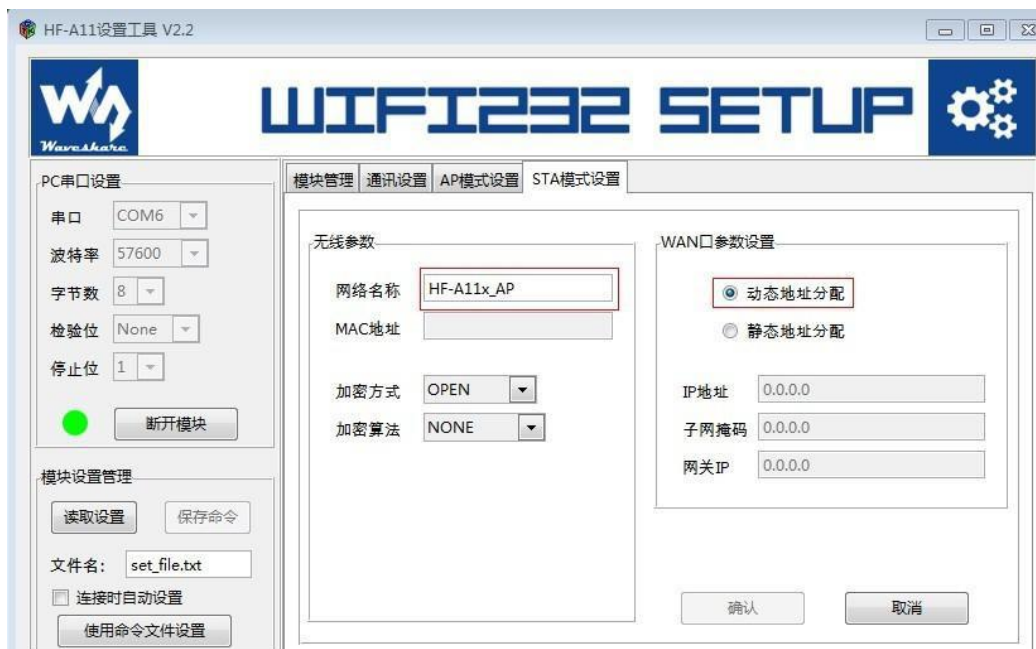 HF-A11设置工具 V2.2
Waveshare
WIFI232 SETUP
PC串口设置
串口 COM6
波特率 57600
字节数 8
检验位 None
停止位 1
断开模块
模块设置管理
读取设置 保存命令
文件名: set_file.txt
连接时自动设置
使用命令文件设置
模块管理 通讯设置 AP模式设置 STA模式设置
无线参数
网络名称 HF-A11x_AP
MAC地址
加密方式 OPEN
加密算法 NONE
WAN口参数设置
动态地址分配
静态地址分配
IP地址 0.0.0.0
子网掩码 0.0.0.0
网关IP 0.0.0.0
确认 取消